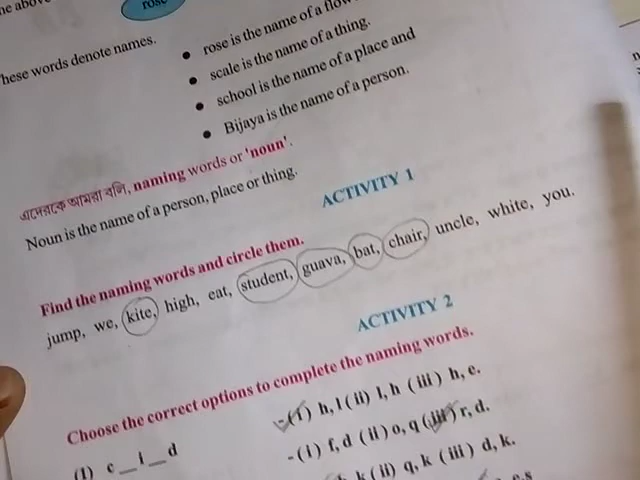 rose
rose is the name of a
hese words denote names.
scale is the name of a thing.
school is the name of a place and
Bijaya is the name of a person.
এদেরকে আমরা বলি, naming words or 'noun'.
Noun is the name of a person, place or thing.
ACTIVITY 1
Find the naming words and circle them.
jump, we, kite, high, eat, student, guava, bat, chair, uncle, white, you.
ACTIVITY 2
Choose the correct options to complete the naming words.
(1) c __ i __ d -(i) h, l (ii) l, h (iii) h, e.
-(i) f, d (ii) o, q (iii) r, d.
k (ii) q, k (iii) d, k.